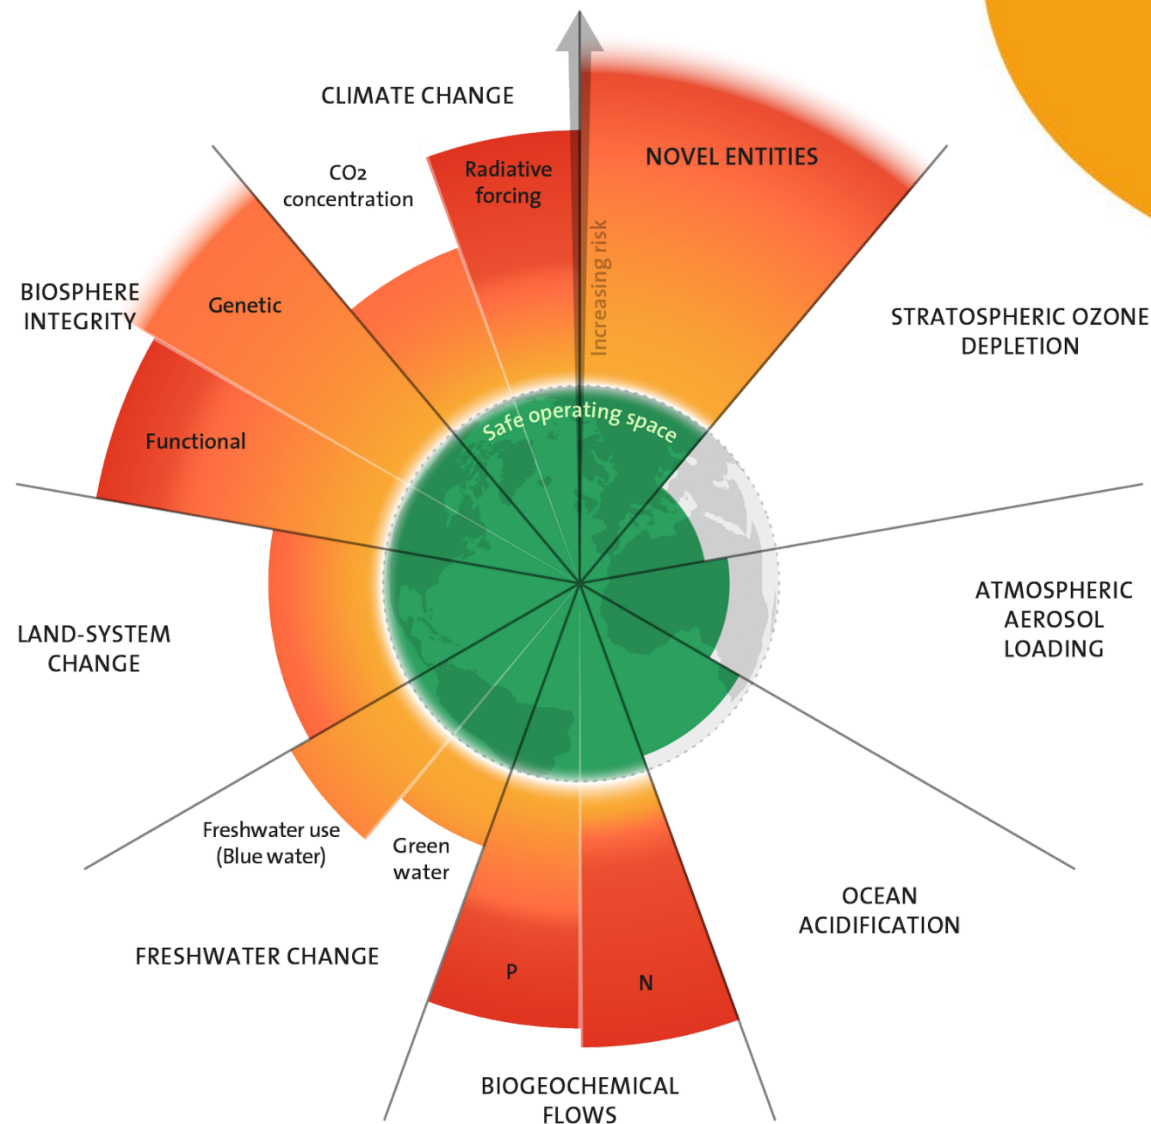 CLIMATE CHANGE
CO2
concentration
Radiative
forcing
NOVEL ENTITIES
Increasing risk
STRATOSPHERIC OZONE
DEPLETION
BIOSPHERE
INTEGRITY
Genetic
Functional
Safe operating space
ATMOSPHERIC
AEROSOL
LOADING
LAND-SYSTEM
CHANGE
Freshwater use
(Blue water)
Green
water
FRESHWATER CHANGE
P
N
OCEAN
ACIDIFICATION
BIOGEOCHEMICAL
FLOWS